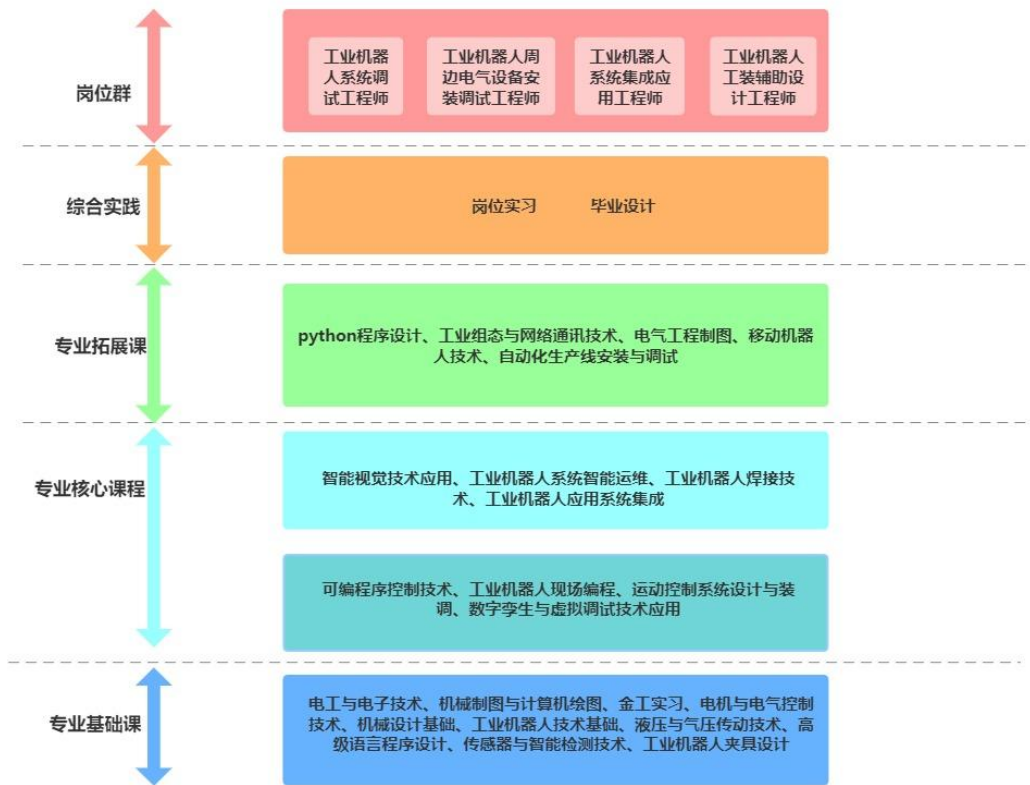 岗位群
工业机器
人系统调
试工程师
工业机器人周
边电气设备安
装调试工程师
工业机器人
系统集成应
用工程师
工业机器人
工装辅助设
计工程师
综合实践
岗位实习 毕业设计
专业拓展课
python程序设计、工业组态与网络通讯技术、电气工程制图、移动机器
人技术、自动化生产线安装与调试
专业核心课程
智能视觉技术应用、工业机器人系统智能运维、工业机器人焊接技
术、工业机器人应用系统集成
可编程序控制技术、工业机器人现场编程、运动控制系统设计与装
调、数字孪生与虚拟调试技术应用
专业基础课
电工与电子技术、机械制图与计算机绘图、金工实习、电机与电气控制
技术、机械设计基础、工业机器人技术基础、液压与气压传动技术、高
级语言程序设计、传感器与智能检测技术、工业机器人夹具设计